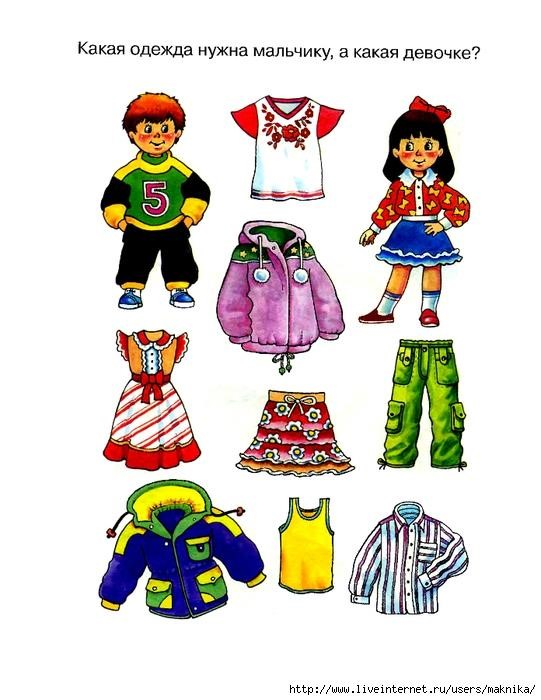 Какая одежда нужна мальчику, а какая девочке?
5
http://www.liveinternet.ru/users/maknika/